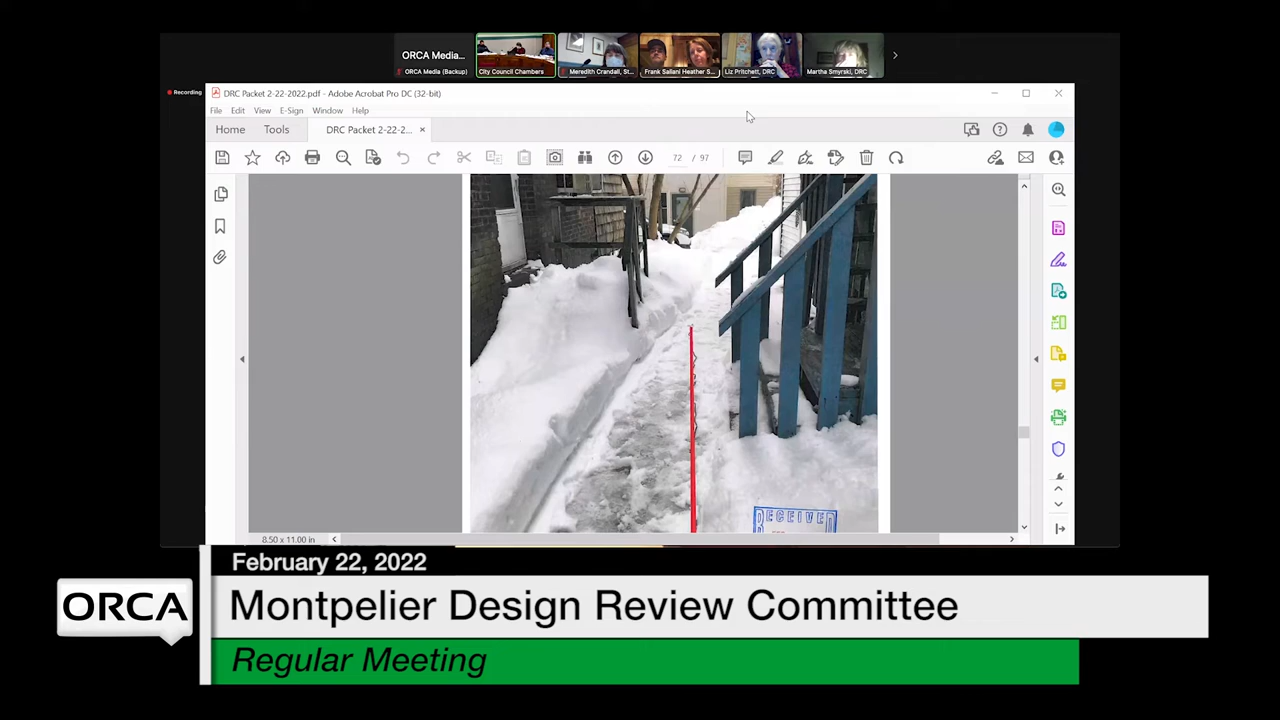 ORCA Media...
ORCA Media (Backup)
City Council Chambers
Meredith Crandall, St...
Frank Sailani Heather S...
Liz Pritchett, DRC
Martha Smyrski, DRC
Recording
DRC Packet 2-22-2022.pdf - Adobe Acrobat Pro DC (32-bit)
File Edit View E-Sign Window Help
Home Tools DRC Packet 2-22-2... ×
72 / 97
RECEIVED
8.50 x 11.00 in
February 22, 2022
ORCA
Montpelier Design Review Committee
Regular Meeting